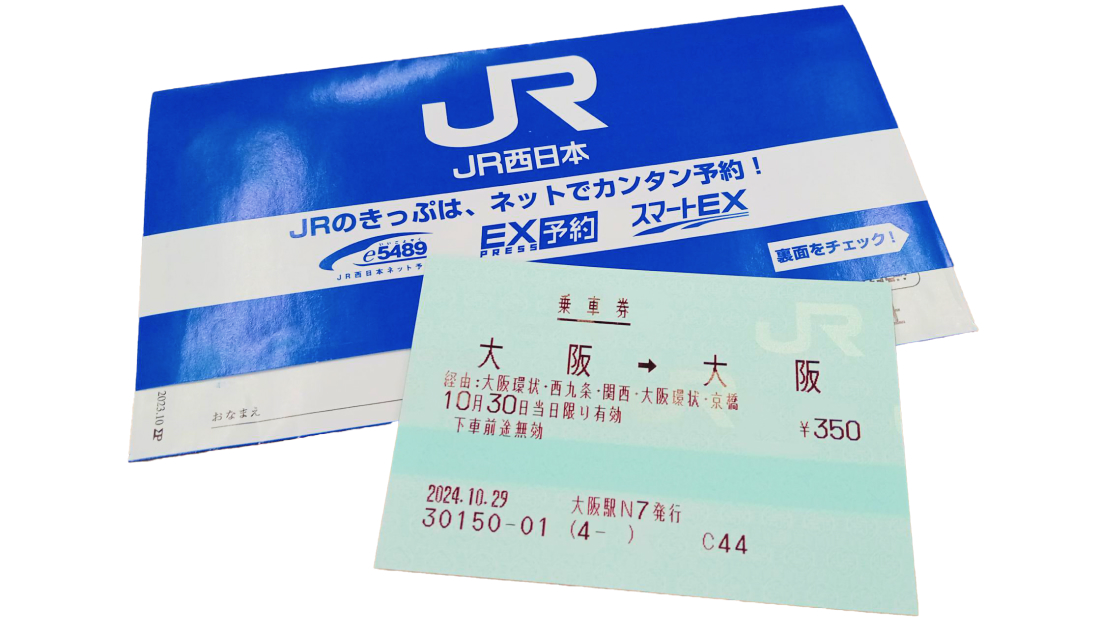 JR
JR西日本
JRのきっぷは、ネットでカンタン予約！
e5489
JR西日本ネット予
EX予約
PRESS
スマートEX
裏面をチェック！
2023.10
おなまえ
JR
乗車券
大阪→大阪
経由:大阪環状・西九条・関西・大阪環状・京橋
10月30日当日限り有効
¥350
下車前途無効
2024.10.29
大阪駅N7発行
30150-01 (4- )
C44